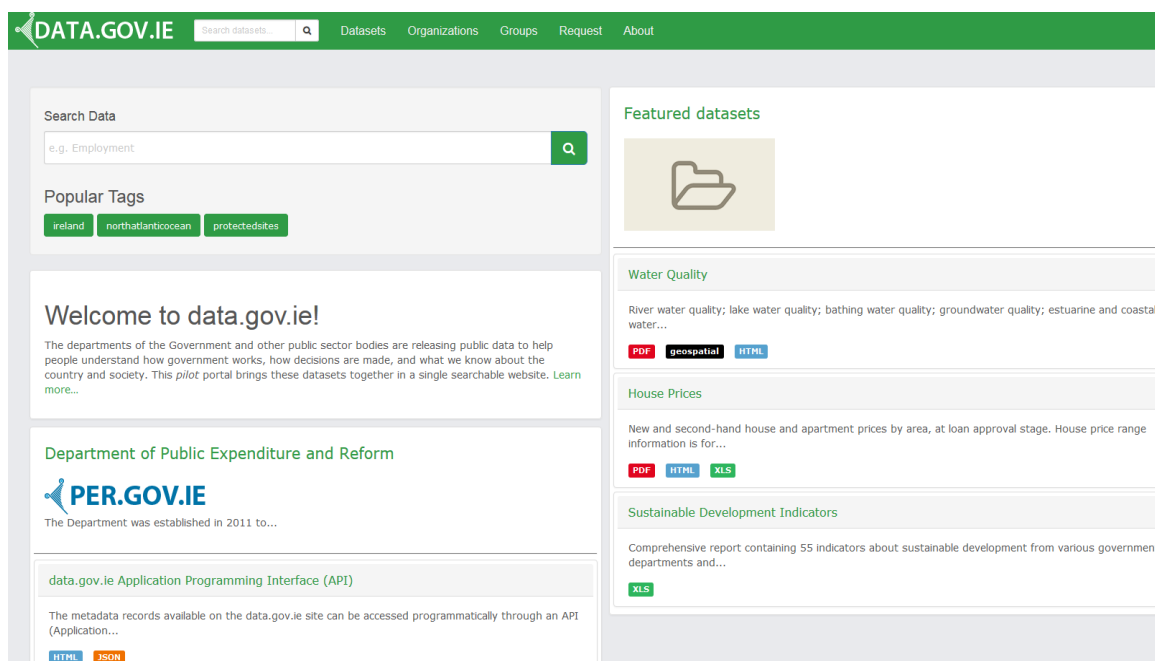 DATA.GOV.IE
Search datasets...
Datasets
Organizations
Groups
Request
About
Search Data
e.g. Employment
Popular Tags
ireland
northatlanticocean
protectedsites
Welcome to data.gov.ie!
The departments of the Government and other public sector bodies are releasing public data to help
people understand how government works, how decisions are made, and what we know about the
country and society. This pilot portal brings these datasets together in a single searchable website. Learn
more...
Department of Public Expenditure and Reform
PER.GOV.IE
The Department was established in 2011 to...
data.gov.ie Application Programming Interface (API)
The metadata records available on the data.gov.ie site can be accessed programmatically through an API
(Application...
HTML
JSON
Featured datasets
Water Quality
River water quality; lake water quality; bathing water quality; groundwater quality; estuarine and coastal
water...
PDF
geospatial
HTML
House Prices
New and second-hand house and apartment prices by area, at loan approval stage. House price range
information is for...
PDF
HTML
XLS
Sustainable Development Indicators
Comprehensive report containing 55 indicators about sustainable development from various governmen
departments and...
XLS